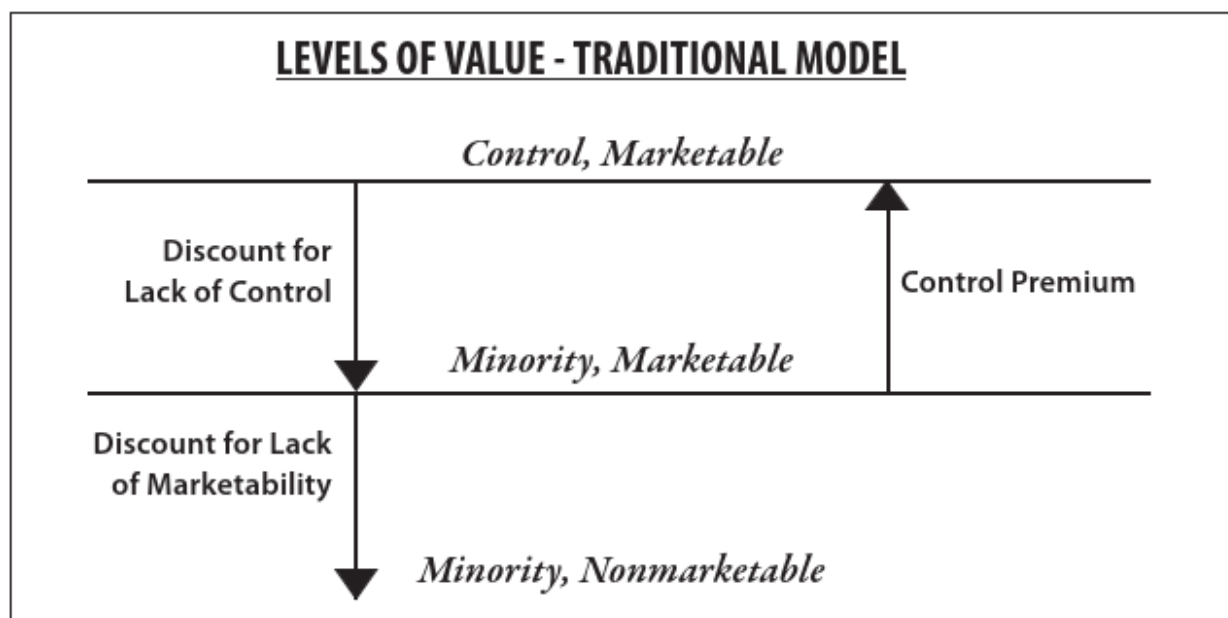 LEVELS OF VALUE - TRADITIONAL MODEL
Control, Marketable
Discount for
Lack of Control
Control Premium
Minority, Marketable
Discount for Lack
of Marketability
Minority, Nonmarketable